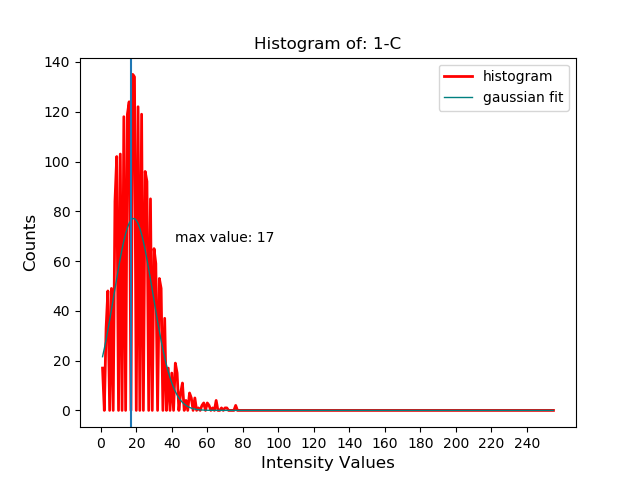 Histogram of: 1-C
histogram
gaussian fit
max value: 17
Counts
140
120
100
80
60
40
20
0
0 20 40 60 80 100 120 140 160 180 200 220 240
Intensity Values